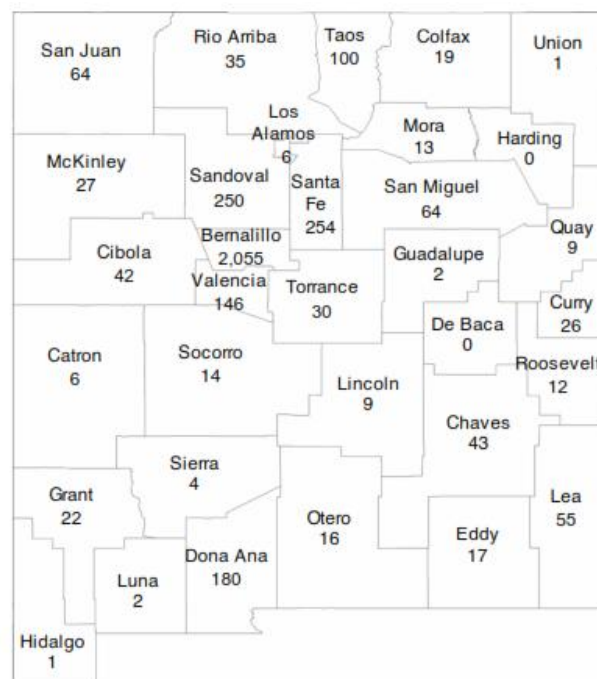 San Juan
64
Rio Arriba
35
Taos
100
Colfax
19
Union
1
Los
Alamos
6
Mora
13
Harding
0
McKinley
27
Sandoval
250
Santa
Fe
254
San Miguel
64
Quay
9
Cibola
42
Bernalillo
2,055
Valencia
146
Torrance
30
Guadalupe
2
Curry
26
De Baca
0
Catron
6
Socorro
14
Lincoln
9
Roosevelt
12
Chaves
43
Sierra
4
Grant
22
Otero
16
Eddy
17
Lea
55
Dona Ana
180
Luna
2
Hidalgo
1